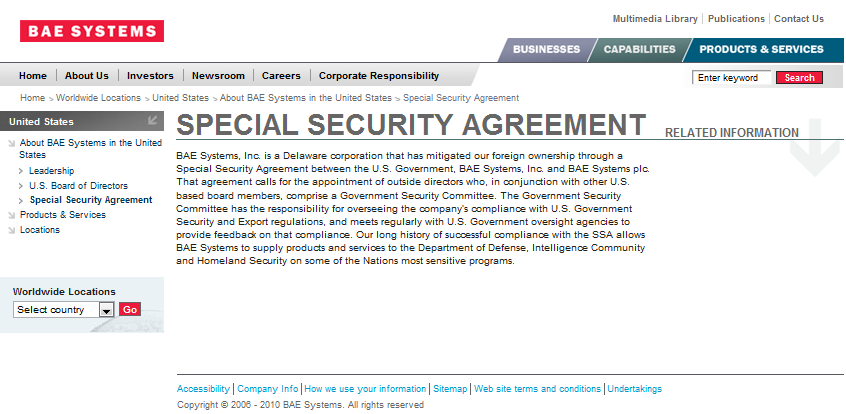 Multimedia Library | Publications | Contact Us
BAE SYSTEMS
BUSINESSES CAPABILITIES PRODUCTS & SERVICES
Home | About Us | Investors | Newsroom | Careers | Corporate Responsibility
Enter keyword Search
Home > Worldwide Locations > United States > About BAE Systems in the United States > Special Security Agreement
United States
About BAE Systems in the United
States
Leadership
U.S. Board of Directors
Special Security Agreement
Products & Services
Locations
Worldwide Locations
Select country Go
SPECIAL SECURITY AGREEMENT
RELATED INFORMATION
BAE Systems, Inc. is a Delaware corporation that has mitigated our foreign ownership through a
Special Security Agreement between the U.S. Government, BAE Systems, Inc. and BAE Systems plc.
That agreement calls for the appointment of outside directors who, in conjunction with other U.S.
based board members, comprise a Government Security Committee. The Government Security
Committee has the responsibility for overseeing the company's compliance with U.S. Government
Security and Export regulations, and meets regularly with U.S. Government oversight agencies to
provide feedback on that compliance. Our long history of successful compliance with the SSA allows
BAE Systems to supply products and services to the Department of Defense, Intelligence Community
and Homeland Security on some of the Nations most sensitive programs.
Accessibility | Company Info | How we use your information | Sitemap | Web site terms and conditions | Undertakings
Copyright © 2006 - 2010 BAE Systems. All rights reserved